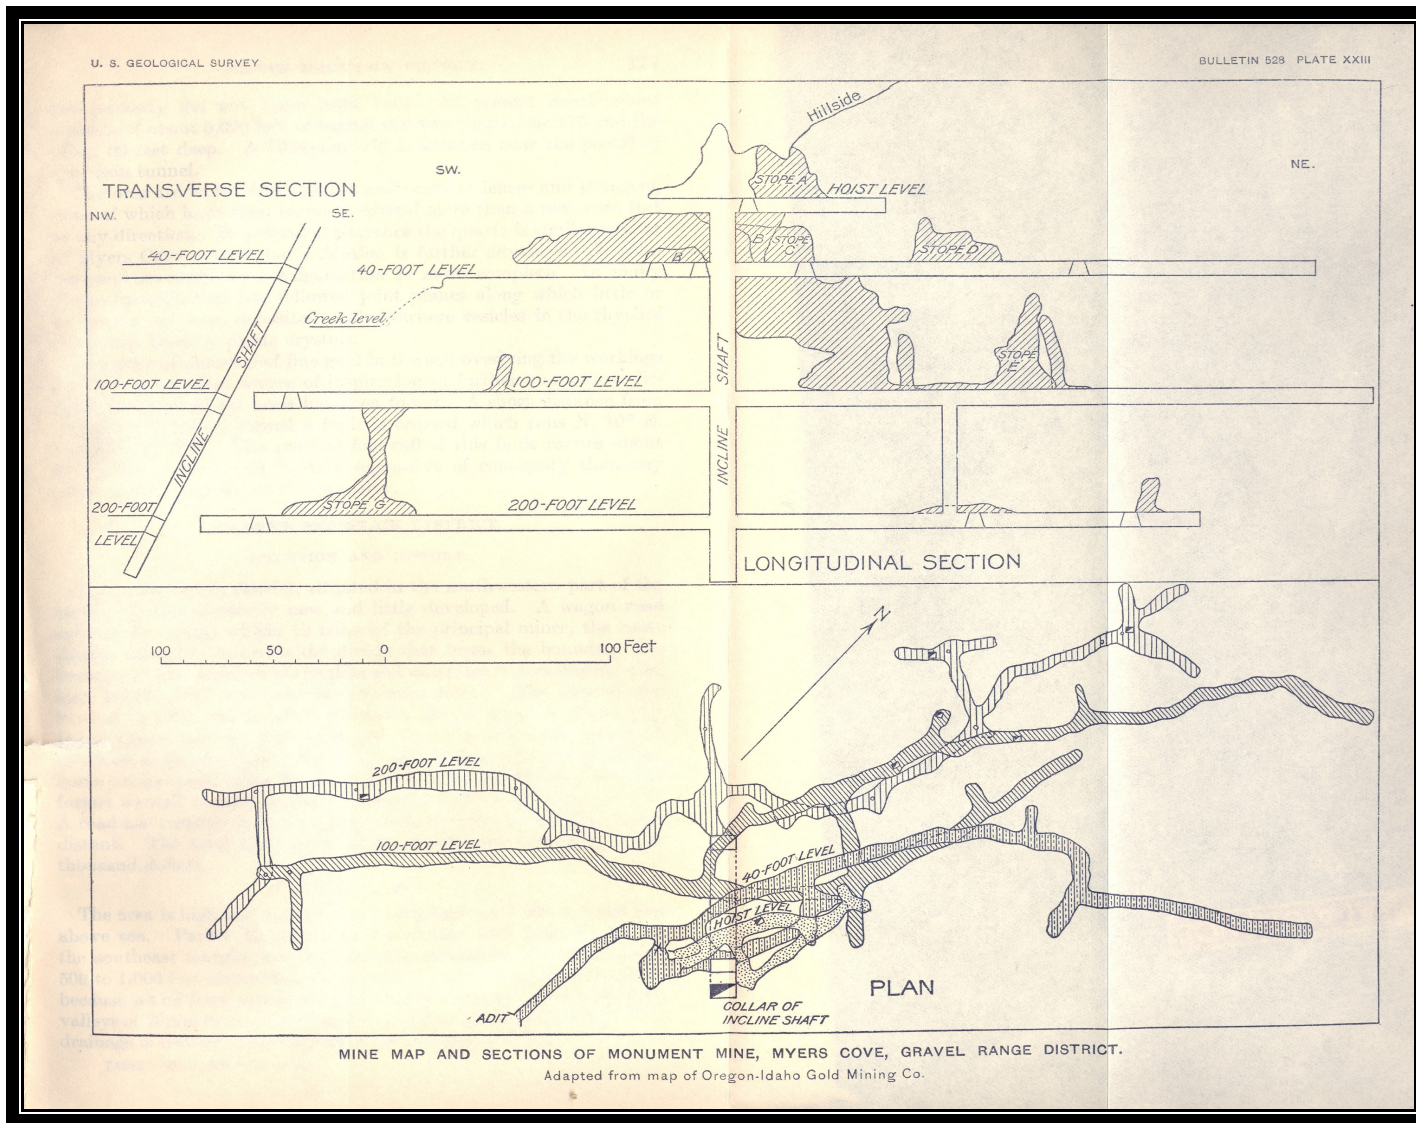 U. S. GEOLOGICAL SURVEY
BULLETIN 528 PLATE XXIII
Hillside
SW.
NE.
TRANSVERSE SECTION
NW.
SE.
STOPE A
HOIST LEVEL
40-FOOT LEVEL
40-FOOT LEVEL
B
B
STOPE
C
STOPE D
Creek level
SHAFT
SHAFT
STOPE
E
100-FOOT LEVEL
100-FOOT LEVEL
INCLINE
INCLINE
200-FOOT
LEVEL
STOPE G
200-FOOT LEVEL
LONGITUDINAL SECTION
N
100 50 0 100 Feet
200-FOOT LEVEL
100-FOOT LEVEL
40-FOOT LEVEL
HOIST LEVEL
PLAN
ADIT
COLLAR OF
INCLINE SHAFT
MINE MAP AND SECTIONS OF MONUMENT MINE, MYERS COVE, GRAVEL RANGE DISTRICT.
Adapted from map of Oregon-Idaho Gold Mining Co.